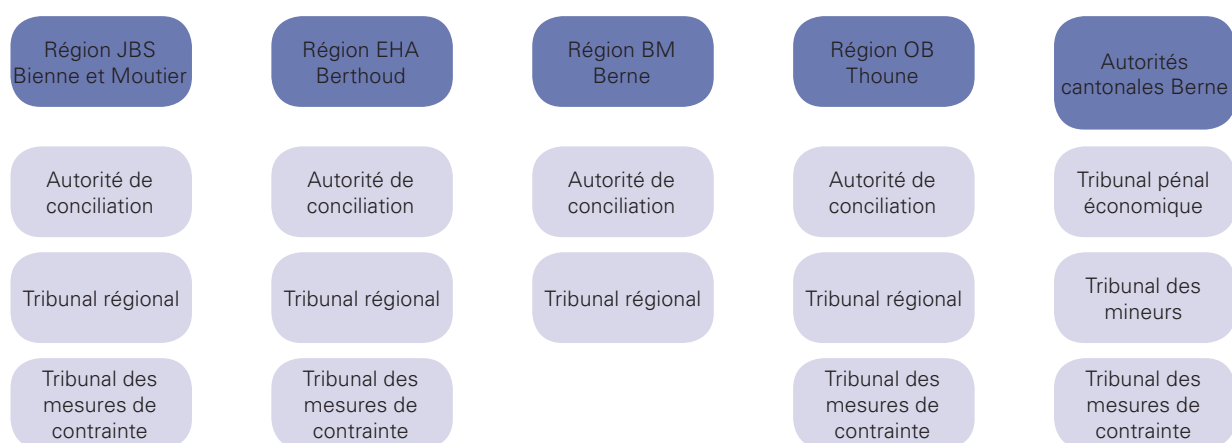 Région JBS
Bienne et Moutier
Région EHA
Berthoud
Région BM
Berne
Région OB
Thoune
Autorités
cantonales Berne
Autorité de
conciliation
Autorité de
conciliation
Autorité de
conciliation
Autorité de
conciliation
Tribunal pénal
économique
Tribunal régional
Tribunal régional
Tribunal régional
Tribunal régional
Tribunal des
mineurs
Tribunal des
mesures de
contrainte
Tribunal des
mesures de
contrainte
Tribunal des
mesures de
contrainte
Tribunal des
mesures de
contrainte